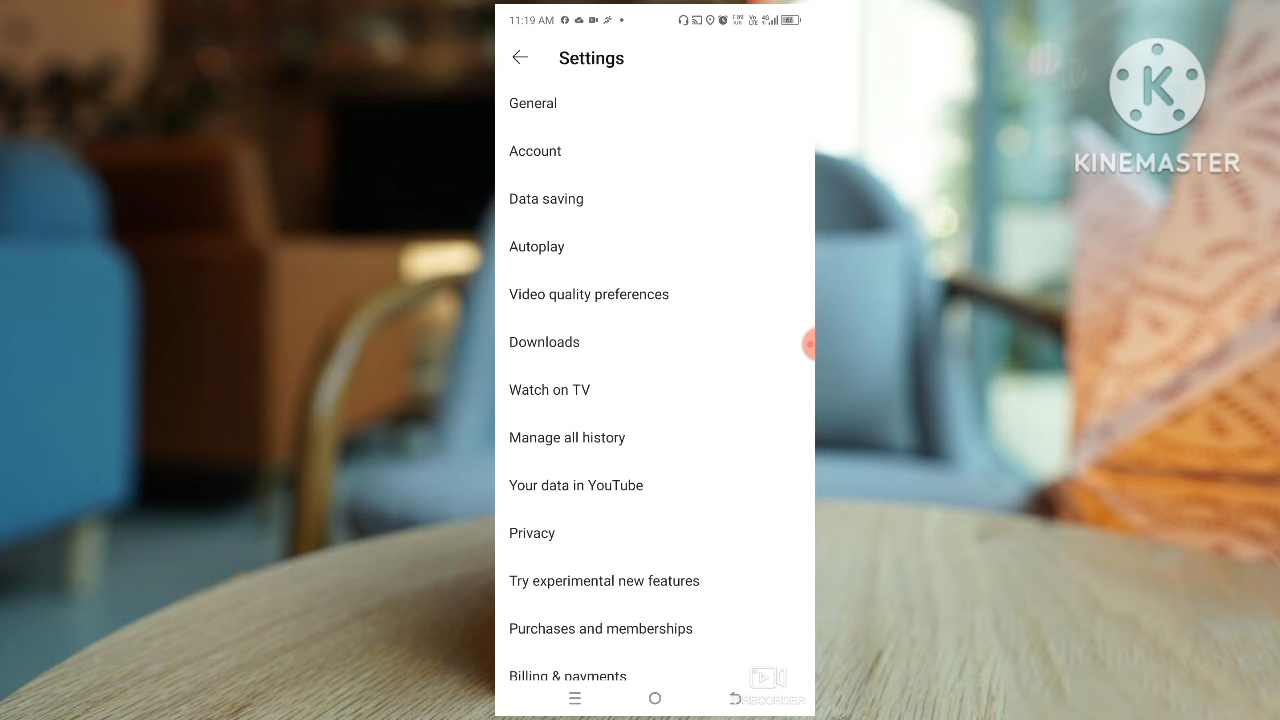 11:19 AM
Settings
General
Account
Data saving
Autoplay
Video quality preferences
Downloads
Watch on TV
Manage all history
Your data in YouTube
Privacy
Try experimental new features
Purchases and memberships
Billing & payments
RECORDER
K
KINEMASTER